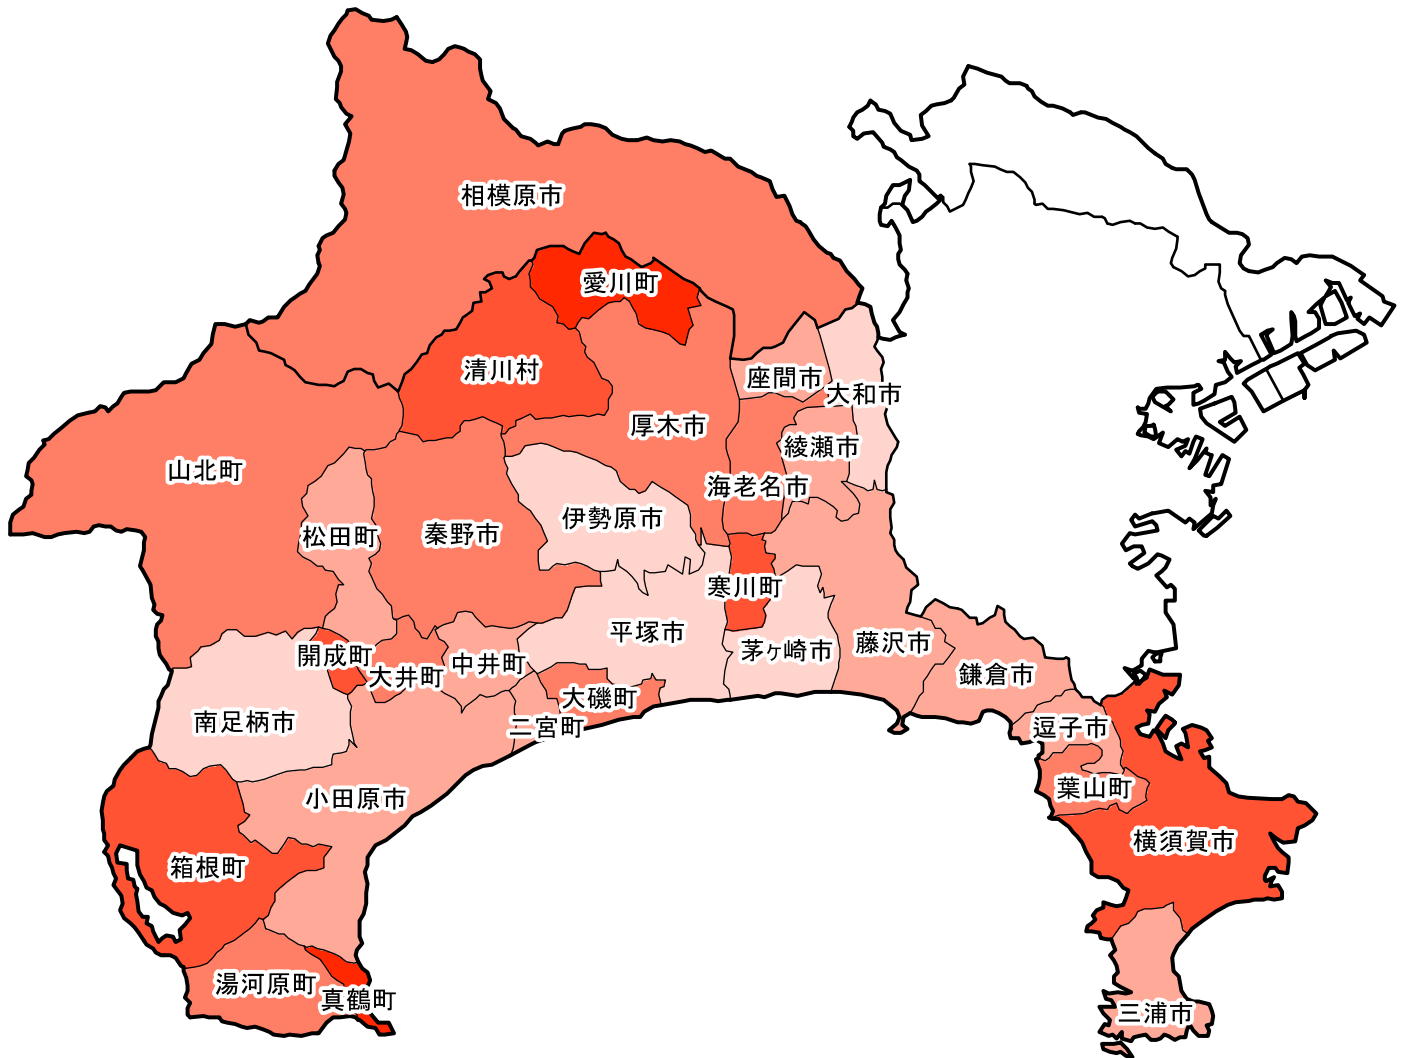 相模原市
愛川町
清川村
座間市
大和市
厚木市
綾瀬市
山北町
海老名市
伊勢原市
秦野市
松田町
寒川町
平塚市
藤沢市
茅ヶ崎市
開成町
中井町
大井町
鎌倉市
大磯町
南足柄市
二宮町
逗子市
葉山町
小田原市
横須賀市
箱根町
湯河原町
真鶴町
三浦市